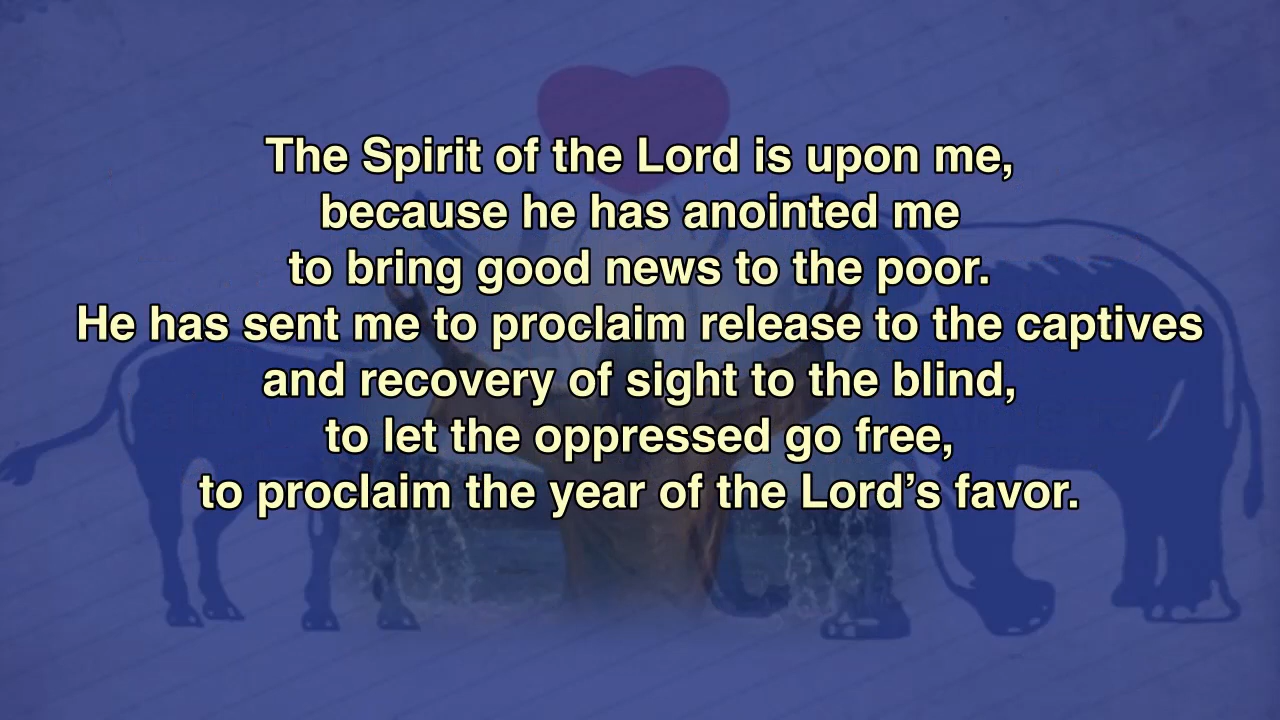 The Spirit of the Lord is upon me,
because he has anointed me
to bring good news to the poor.
He has sent me to proclaim release to the captives
and recovery of sight to the blind,
to let the oppressed go free,
to proclaim the year of the Lord’s favor.